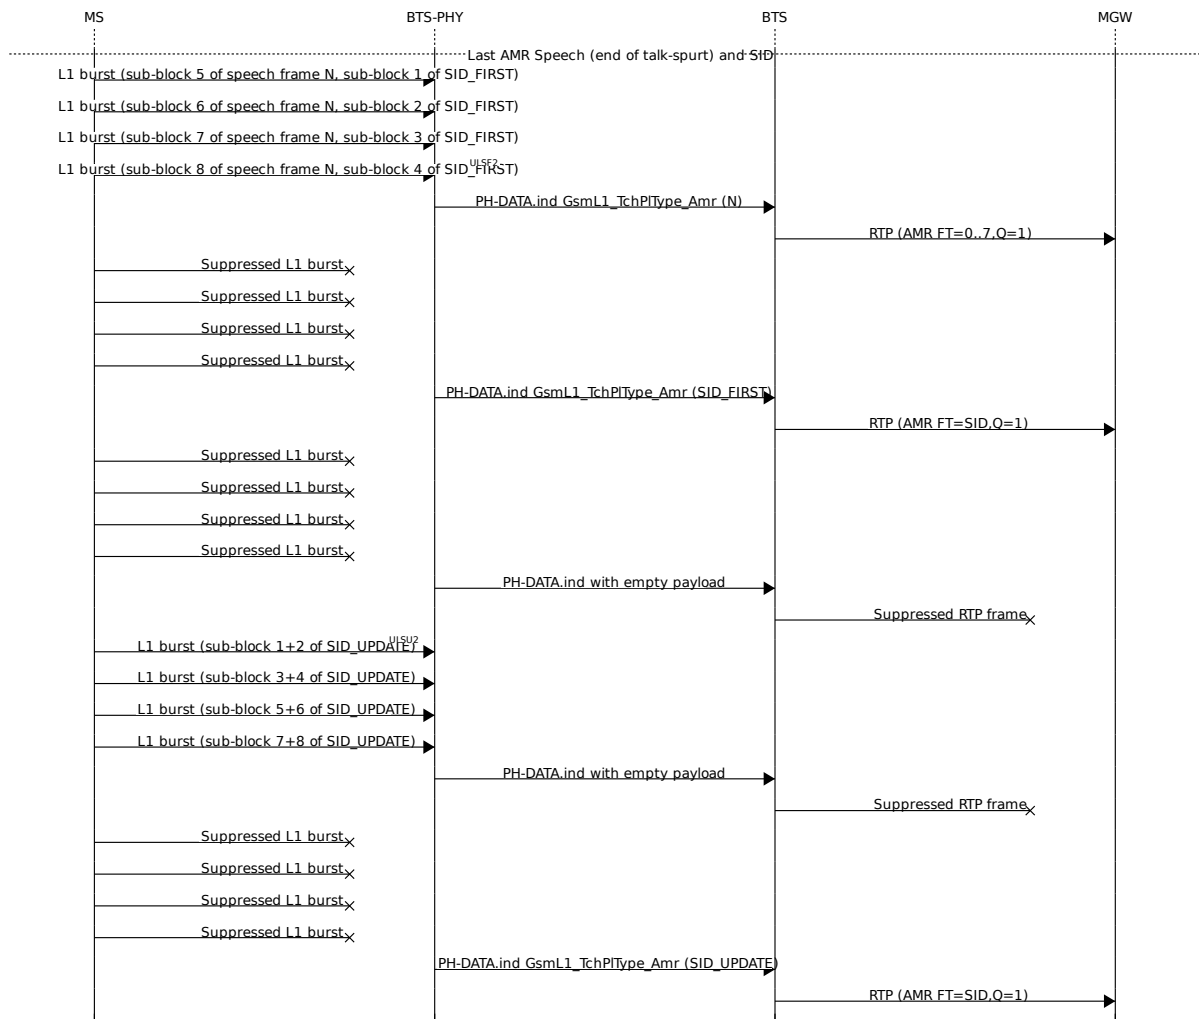 MS BTS-PHY BTS MGW
Last AMR Speech (end of talk-spurt) and SID
L1 burst (sub-block 5 of speech frame N, sub-block 1 of SID_FIRST)
L1 burst (sub-block 6 of speech frame N, sub-block 2 of SID_FIRST)
L1 burst (sub-block 7 of speech frame N, sub-block 3 of SID_FIRST)
L1 burst (sub-block 8 of speech frame N, sub-block 4 of SID_FIRST) ULSF2
PH-DATA.ind GsmL1_TchPlType_Amr (N)
RTP (AMR FT=0..7,Q=1)
Suppressed L1 burst
Suppressed L1 burst
Suppressed L1 burst
Suppressed L1 burst
PH-DATA.ind GsmL1_TchPlType_Amr (SID_FIRST)
RTP (AMR FT=SID,Q=1)
Suppressed L1 burst
Suppressed L1 burst
Suppressed L1 burst
Suppressed L1 burst
PH-DATA.ind with empty payload
Suppressed RTP frame
L1 burst (sub-block 1+2 of SID_UPDATE) ULSU2
L1 burst (sub-block 3+4 of SID_UPDATE)
L1 burst (sub-block 5+6 of SID_UPDATE)
L1 burst (sub-block 7+8 of SID_UPDATE)
PH-DATA.ind with empty payload
Suppressed RTP frame
Suppressed L1 burst
Suppressed L1 burst
Suppressed L1 burst
Suppressed L1 burst
PH-DATA.ind GsmL1_TchPlType_Amr (SID_UPDATE)
RTP (AMR FT=SID,Q=1)